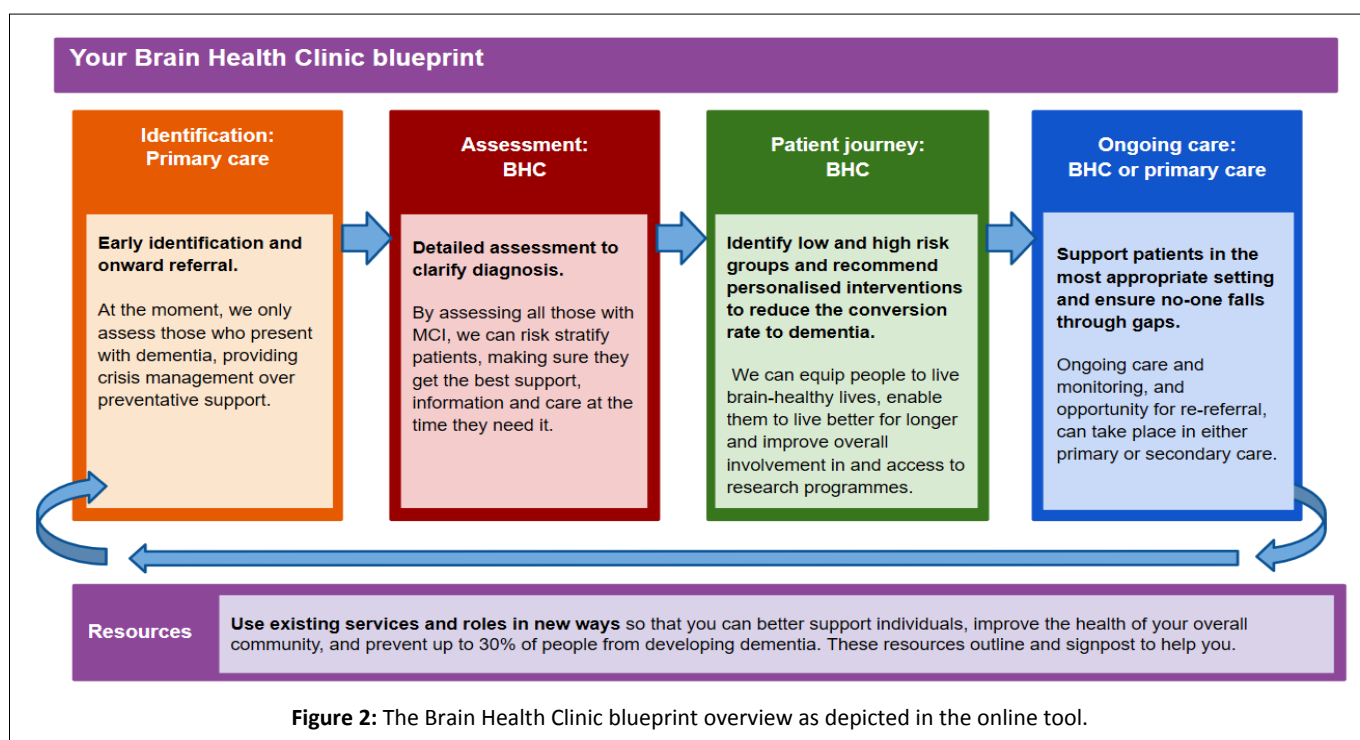 Your Brain Health Clinic blueprint
Identification:
Primary care
Early identification and
onward referral.
At the moment, we only
assess those who present
with dementia, providing
crisis management over
preventative support.
Assessment:
BHC
Detailed assessment to
clarify diagnosis.
By assessing all those with
MCI, we can risk stratify
patients, making sure they
get the best support,
information and care at the
time they need it.
Patient journey:
BHC
Identify low and high risk
groups and recommend
personalised interventions
to reduce the conversion
rate to dementia.
We can equip people to live
brain-healthy lives, enable
them to live better for longer
and improve overall
involvement in and access to
research programmes.
Ongoing care:
BHC or primary care
Support patients in the
most appropriate setting
and ensure no-one falls
through gaps.
Ongoing care and
monitoring, and
opportunity for re-referral,
can take place in either
primary or secondary care.
Resources
Use existing services and roles in new ways so that you can better support individuals, improve the health of your overall
community, and prevent up to 30% of people from developing dementia. These resources outline and signpost to help you.
Figure 2: The Brain Health Clinic blueprint overview as depicted in the online tool.